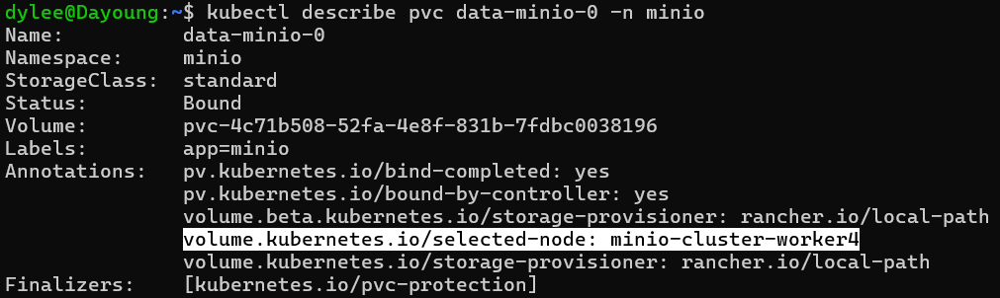 dylee@Dayoung:~$ kubectl describe pvc data-minio-0 -n minio
Name:          data-minio-0
Namespace:     minio
StorageClass:  standard
Status:        Bound
Volume:        pvc-4c71b508-52fa-4e8f-831b-7fdbc0038196
Labels:        app=minio
Annotations:   pv.kubernetes.io/bind-completed: yes
               pv.kubernetes.io/bound-by-controller: yes
               volume.beta.kubernetes.io/storage-provisioner: rancher.io/local-path
               volume.kubernetes.io/selected-node: minio-cluster-worker4
               volume.kubernetes.io/storage-provisioner: rancher.io/local-path
Finalizers:    [kubernetes.io/pvc-protection]